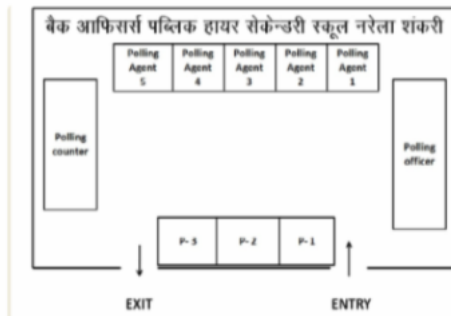 बैक आफिसर्स पब्लिक हायर सेकेन्डरी स्कूल नरेला शंकरी
Polling Agent 5
Polling Agent 4
Polling Agent 3
Polling Agent 2
Polling Agent 1
Polling counter
Polling officer
P- 3
P- 2
P- 1
EXIT
ENTRY